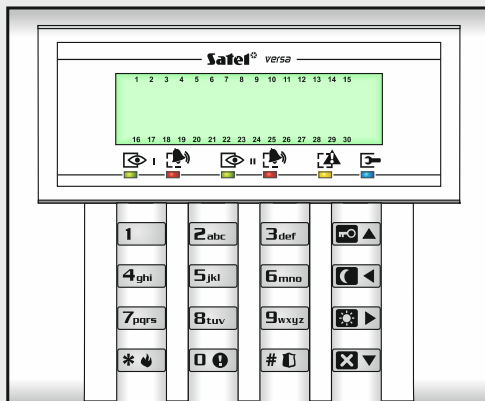 Satel versa
1 2 3 4 5 6 7 8 9 10 11 12 13 14 15
16 17 18 19 20 21 22 23 24 25 26 27 28 29 30
I II
1 2abc 3def
4ghi 5jkl 6mno
7pqrs 8tuv 9wxyz
* 0 #